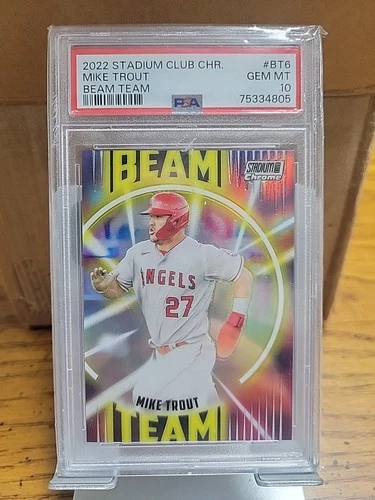 2022 STADIUM CLUB CHR. #BT6
MIKE TROUT GEM MT
BEAM TEAM 10
PSA 75334805
BEAM
STADIUM CLUB
Chrome
ANGELS
27
MIKE TROUT
TEAM